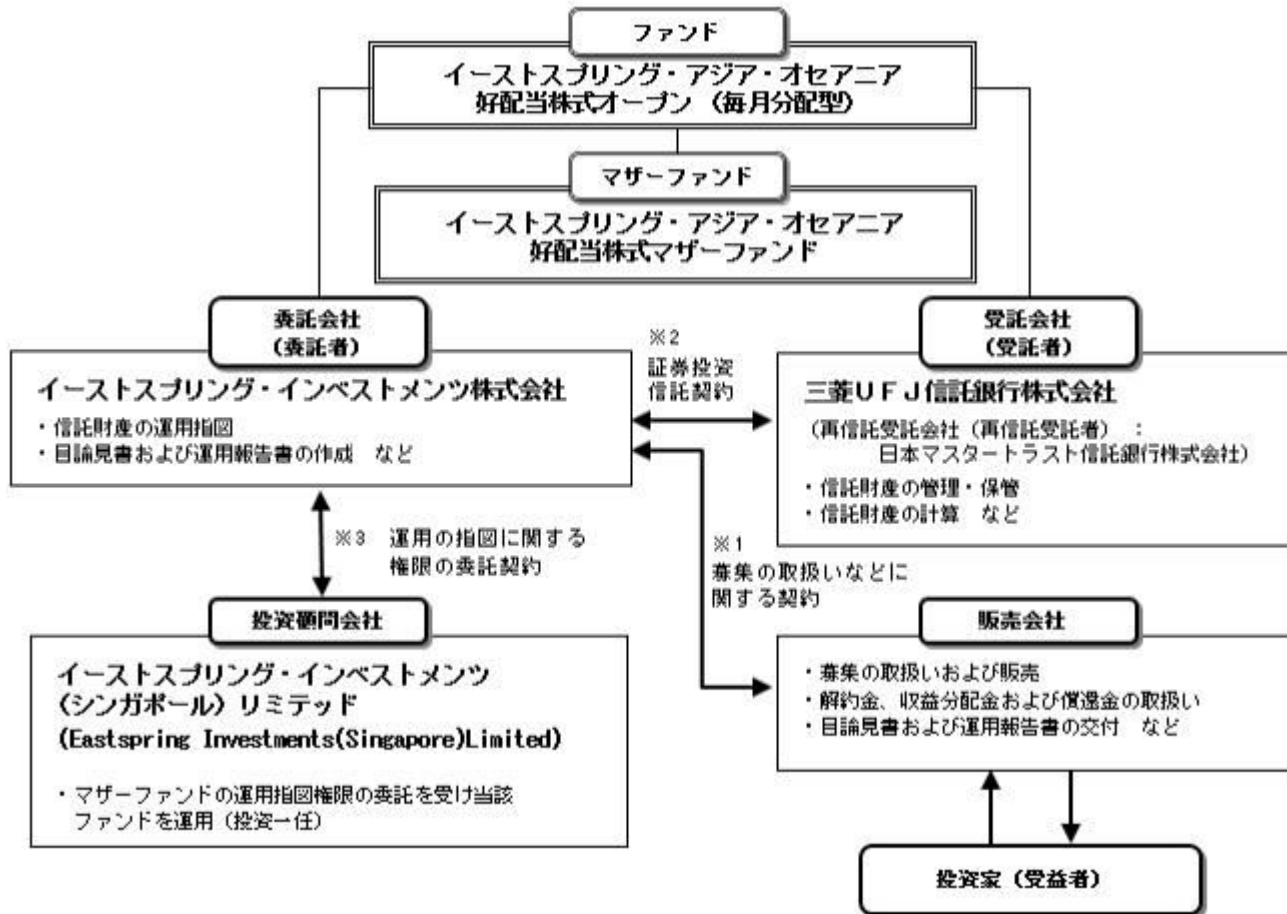 ファンド
イーストスプリング・アジア・オセアニア
好配当株式オープン（毎月分配型）
マザーファンド
イーストスプリング・アジア・オセアニア
好配当株式マザーファンド
委託会社
（委託者）
イーストスプリング・インベストメンツ株式会社
・信託財産の運用指図
・目論見書および運用報告書の作成　など
※2
証券投資
信託契約
受託会社
（受託者）
三菱ＵＦＪ信託銀行株式会社
（再信託受託会社（再信託受託者）：
日本マスタートラスト信託銀行株式会社）
・信託財産の管理・保管
・信託財産の計算　など
※3　運用の指図に関する
権限の委託契約
※1
募集の取扱いなどに
関する契約
投資顧問会社
イーストスプリング・インベストメンツ
（シンガポール）リミテッド
(Eastspring Investments(Singapore)Limited)
・マザーファンドの運用指図権限の委託を受け当該
ファンドを運用（投資一任）
販売会社
・募集の取扱いおよび販売
・解約金、収益分配金および償還金の取扱い
・目論見書および運用報告書の交付　など
投資家（受益者）